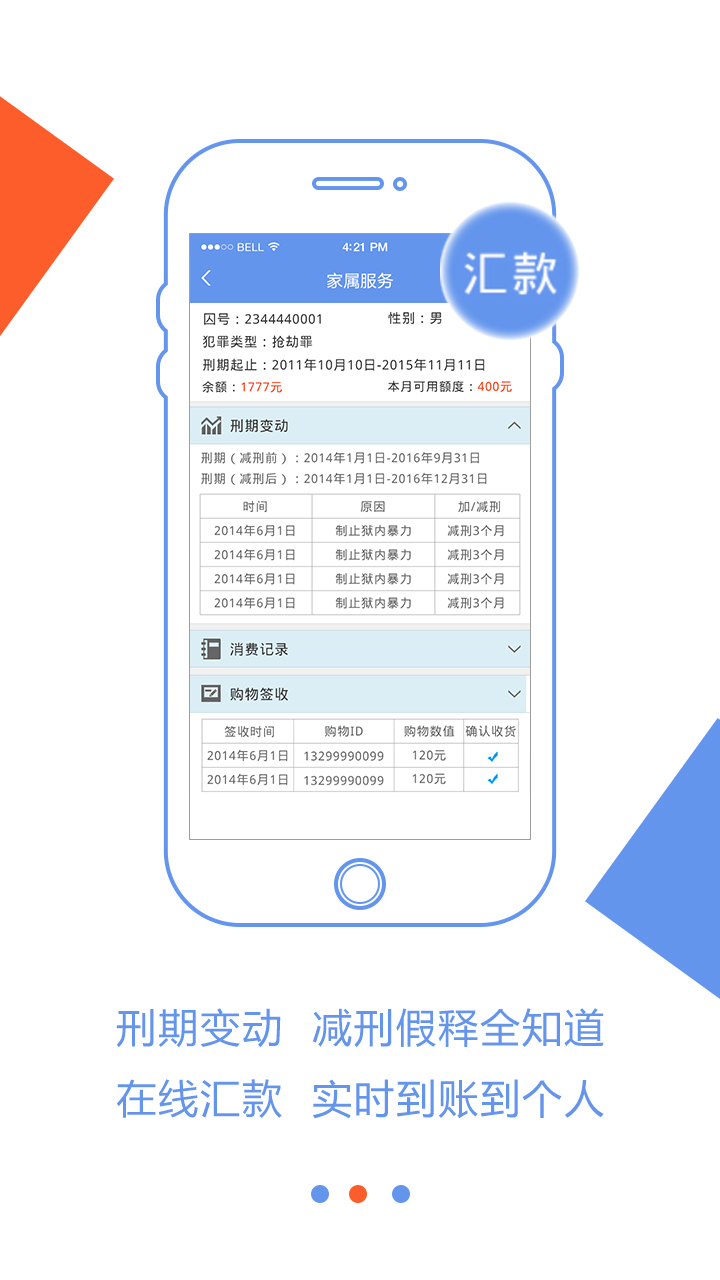 BELL 4:21 PM
汇款
家属服务
囚号：2344440001 性别：男
犯罪类型：抢劫罪
刑期起止：2011年10月10日-2015年11月11日
余额：1777元 本月可用额度：400元
刑期变动
刑期（减刑前）：2014年1月1日-2016年9月31日
刑期（减刑后）：2014年1月1日-2016年12月31日
时间 原因 加/减刑
2014年6月1日 制止狱内暴力 减刑3个月
2014年6月1日 制止狱内暴力 减刑3个月
2014年6月1日 制止狱内暴力 减刑3个月
2014年6月1日 制止狱内暴力 减刑3个月
消费记录
购物签收
签收时间 购物ID 购物数值 确认收货
2014年6月1日 13299990099 120元
2014年6月1日 13299990099 120元
刑期变动 减刑假释全知道
在线汇款 实时到账到个人